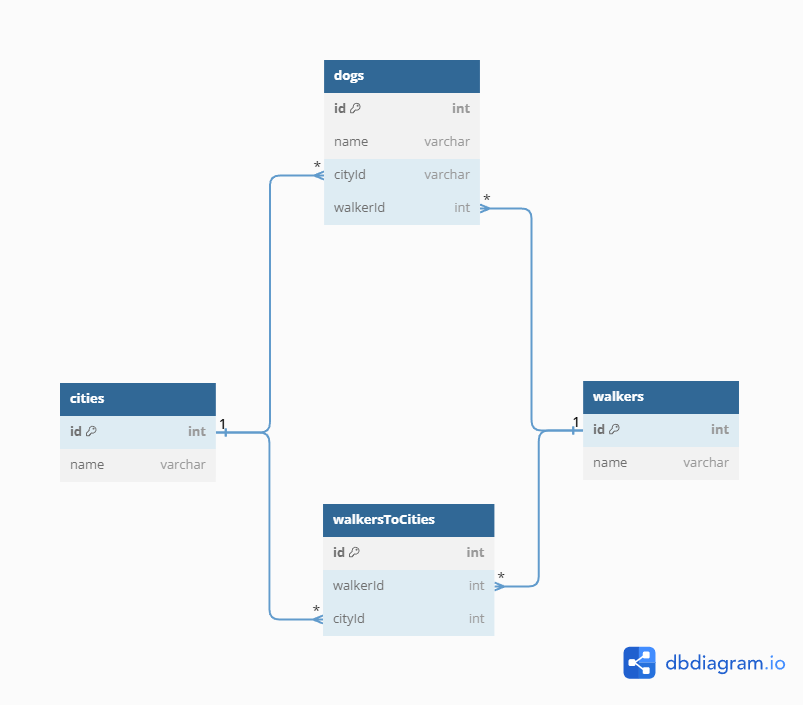 dogs
id int
name varchar
* cityId varchar
walkerId int *
cities
id int 1
name varchar
walkers
1 id int
name varchar
walkersToCities
id int
walkerId int *
* cityId int
dbdiagram.io